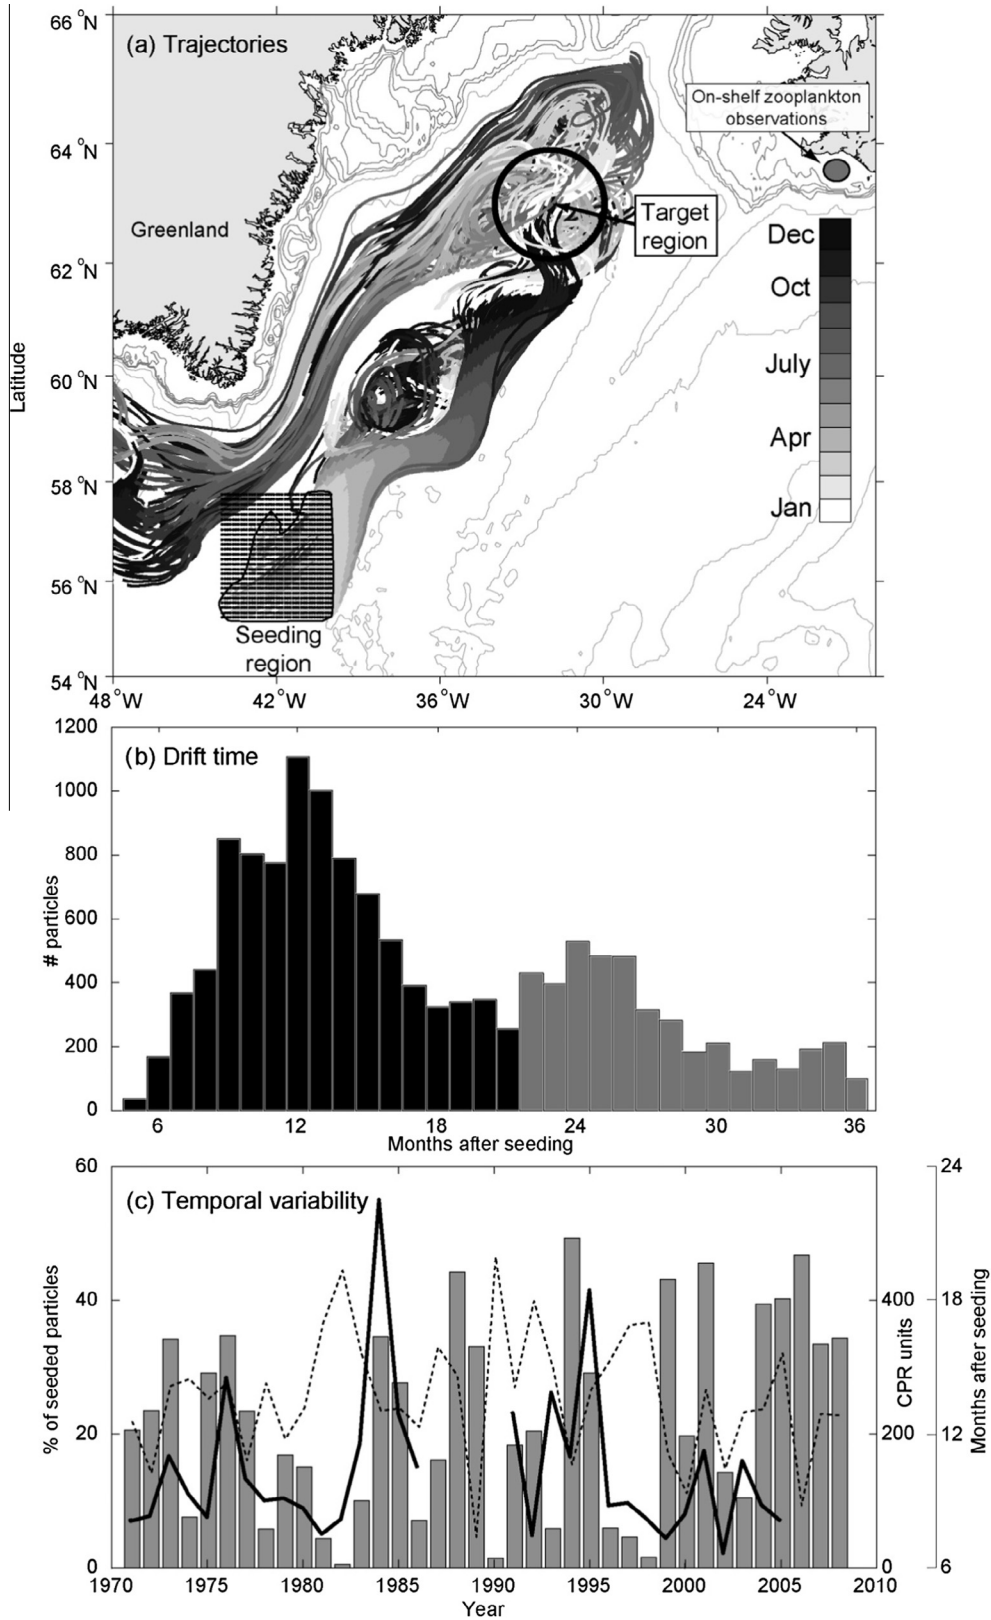 66 °N
(a) Trajectories
On-shelf zooplankton
observations
64 °N
Greenland
Target
region
Dec
62 °N
Oct
Latitude
60 °N
July
Apr
58 °N
Jan
56 °N
Seeding
region
54 °N
48°W 42°W 36°W 30°W 24°W
1200
(b) Drift time
1000
800
# particles
600
400
200
0
6 12 18 24 30 36
Months after seeding
60 24
(c) Temporal variability
% of seeded particles
40 400 18
CPR units
Months after seeding
20 200 12
0 0 6
1970 1975 1980 1985 1990 1995 2000 2005 2010
Year